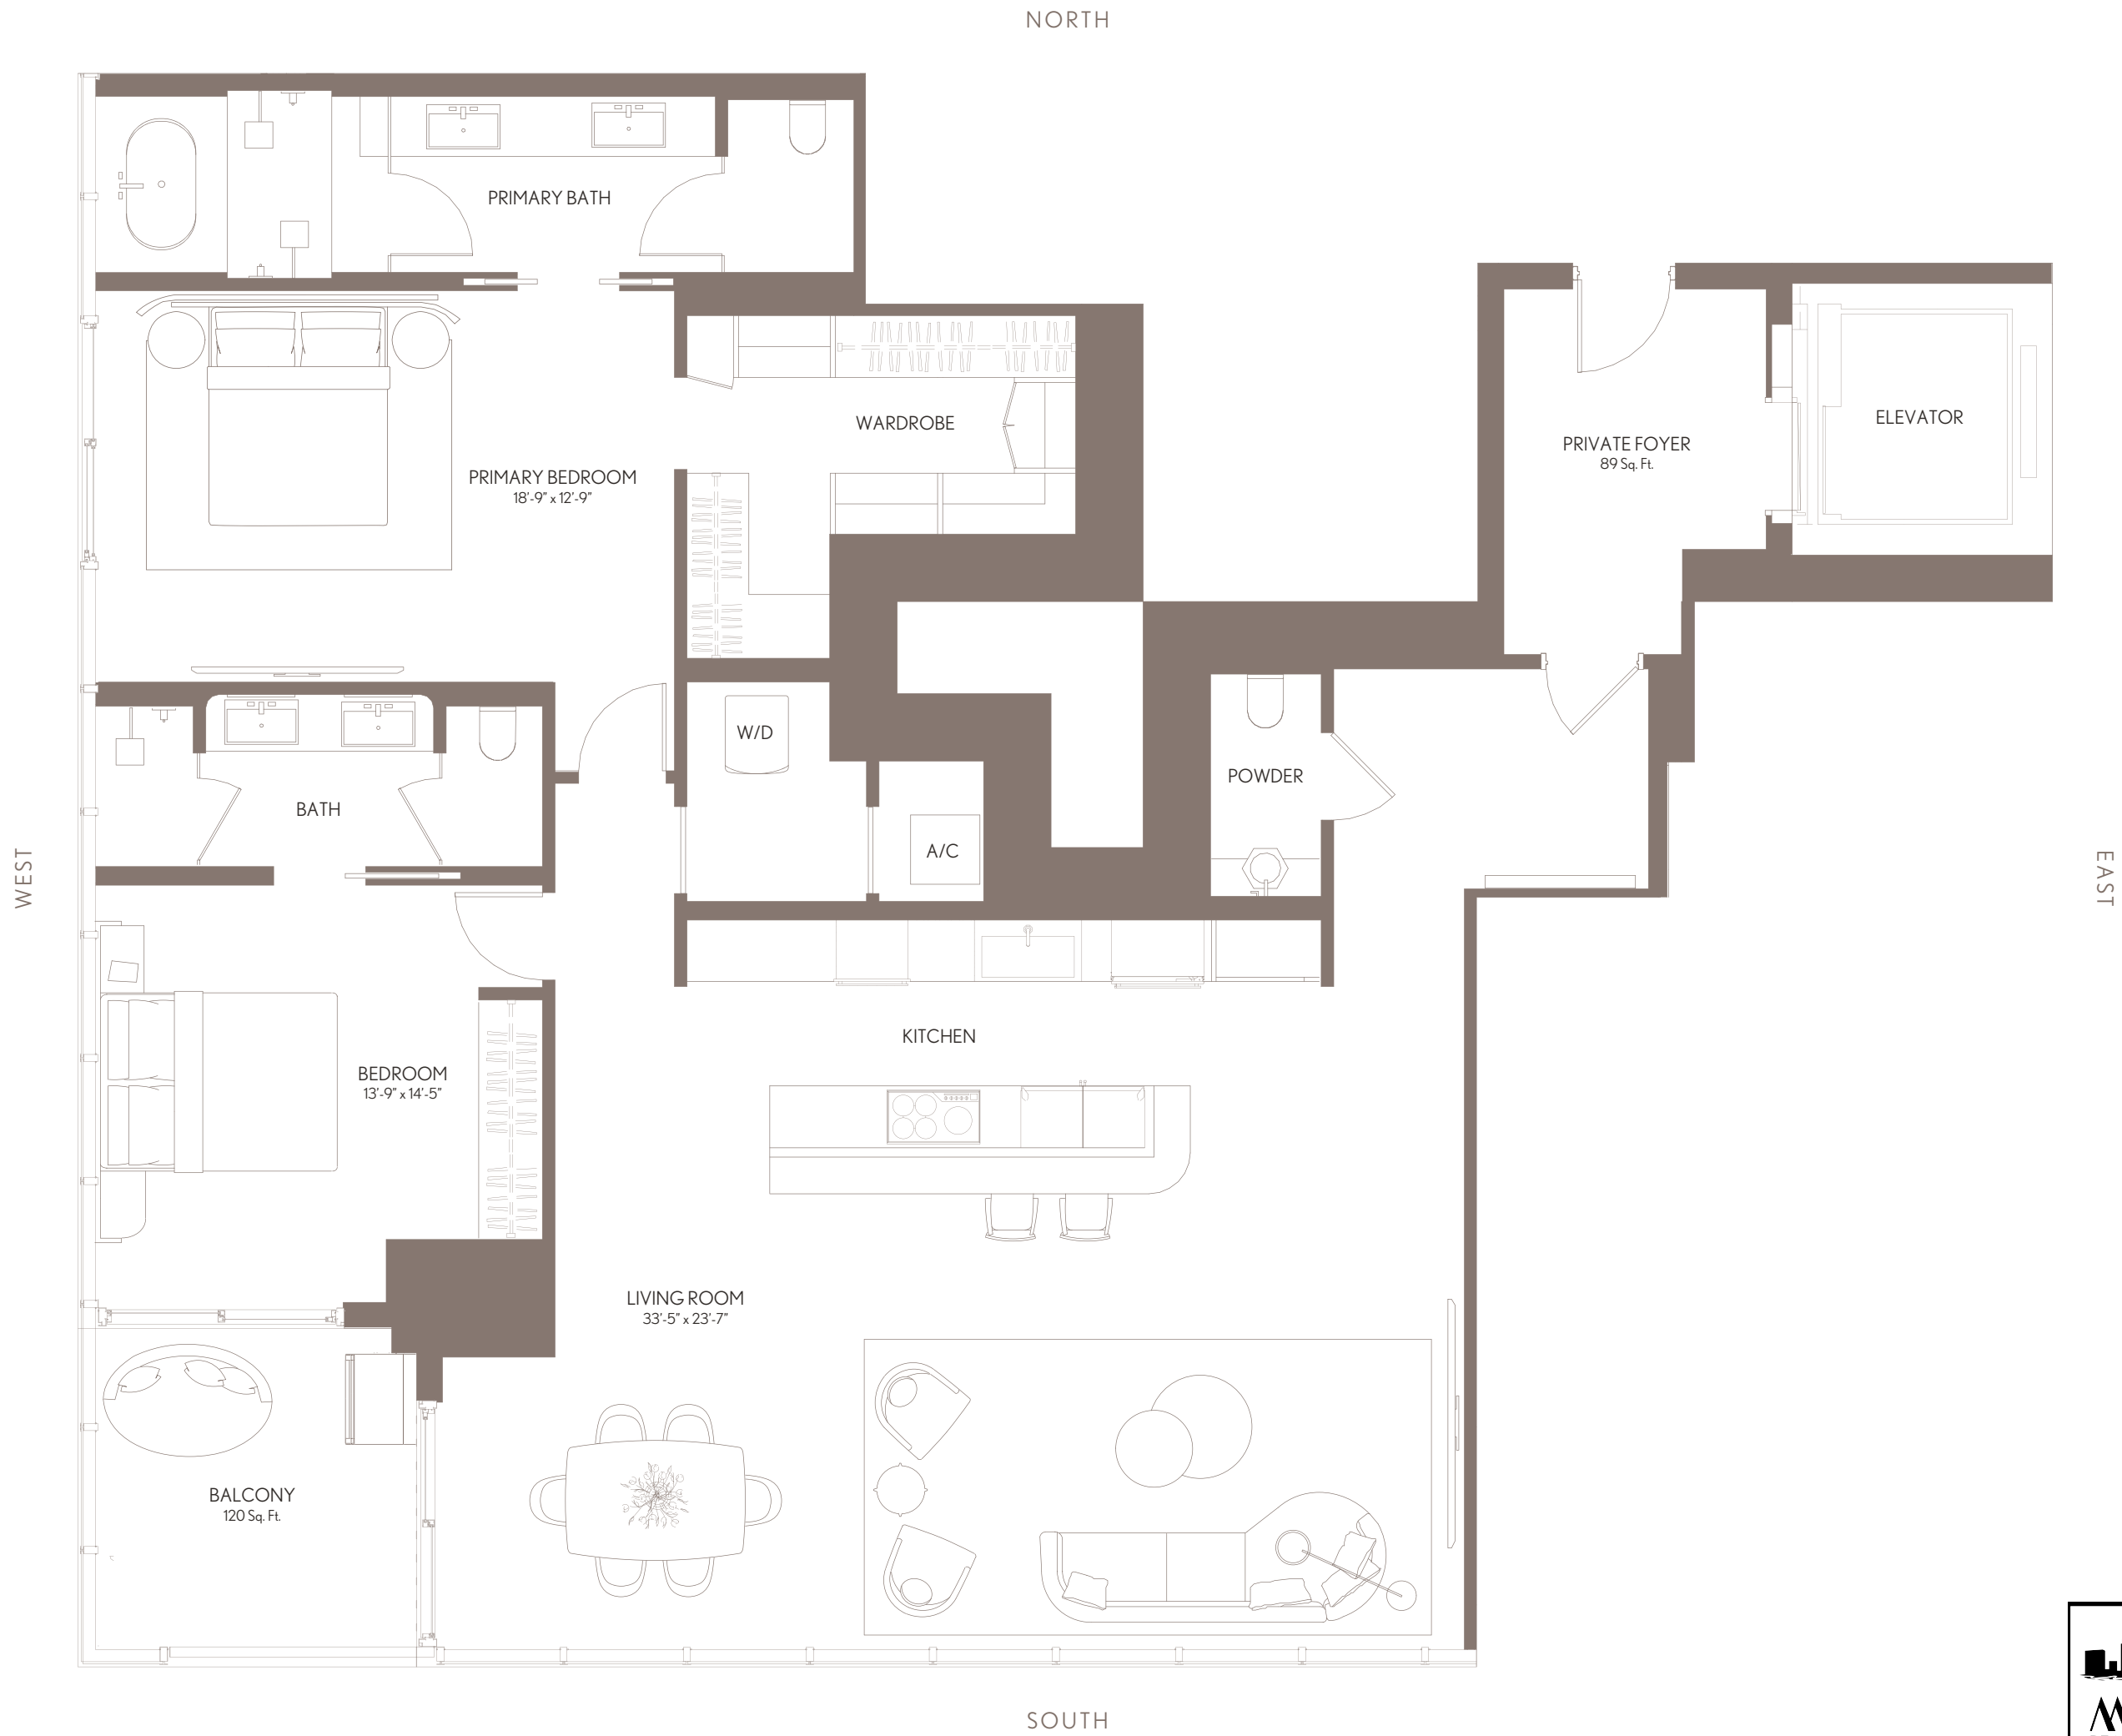 NORTH
PRIMARY BATH
PRIMARY BEDROOM
18'-9" x 12'-9"
WARDROBE
PRIVATE FOYER
89 Sq. Ft.
ELEVATOR
W/D
POWDER
BATH
A/C
WEST
EAST
KITCHEN
BEDROOM
13'-9" x 14'-5"
LIVING ROOM
33'-5" x 23'-7"
BALCONY
120 Sq. Ft.
SOUTH